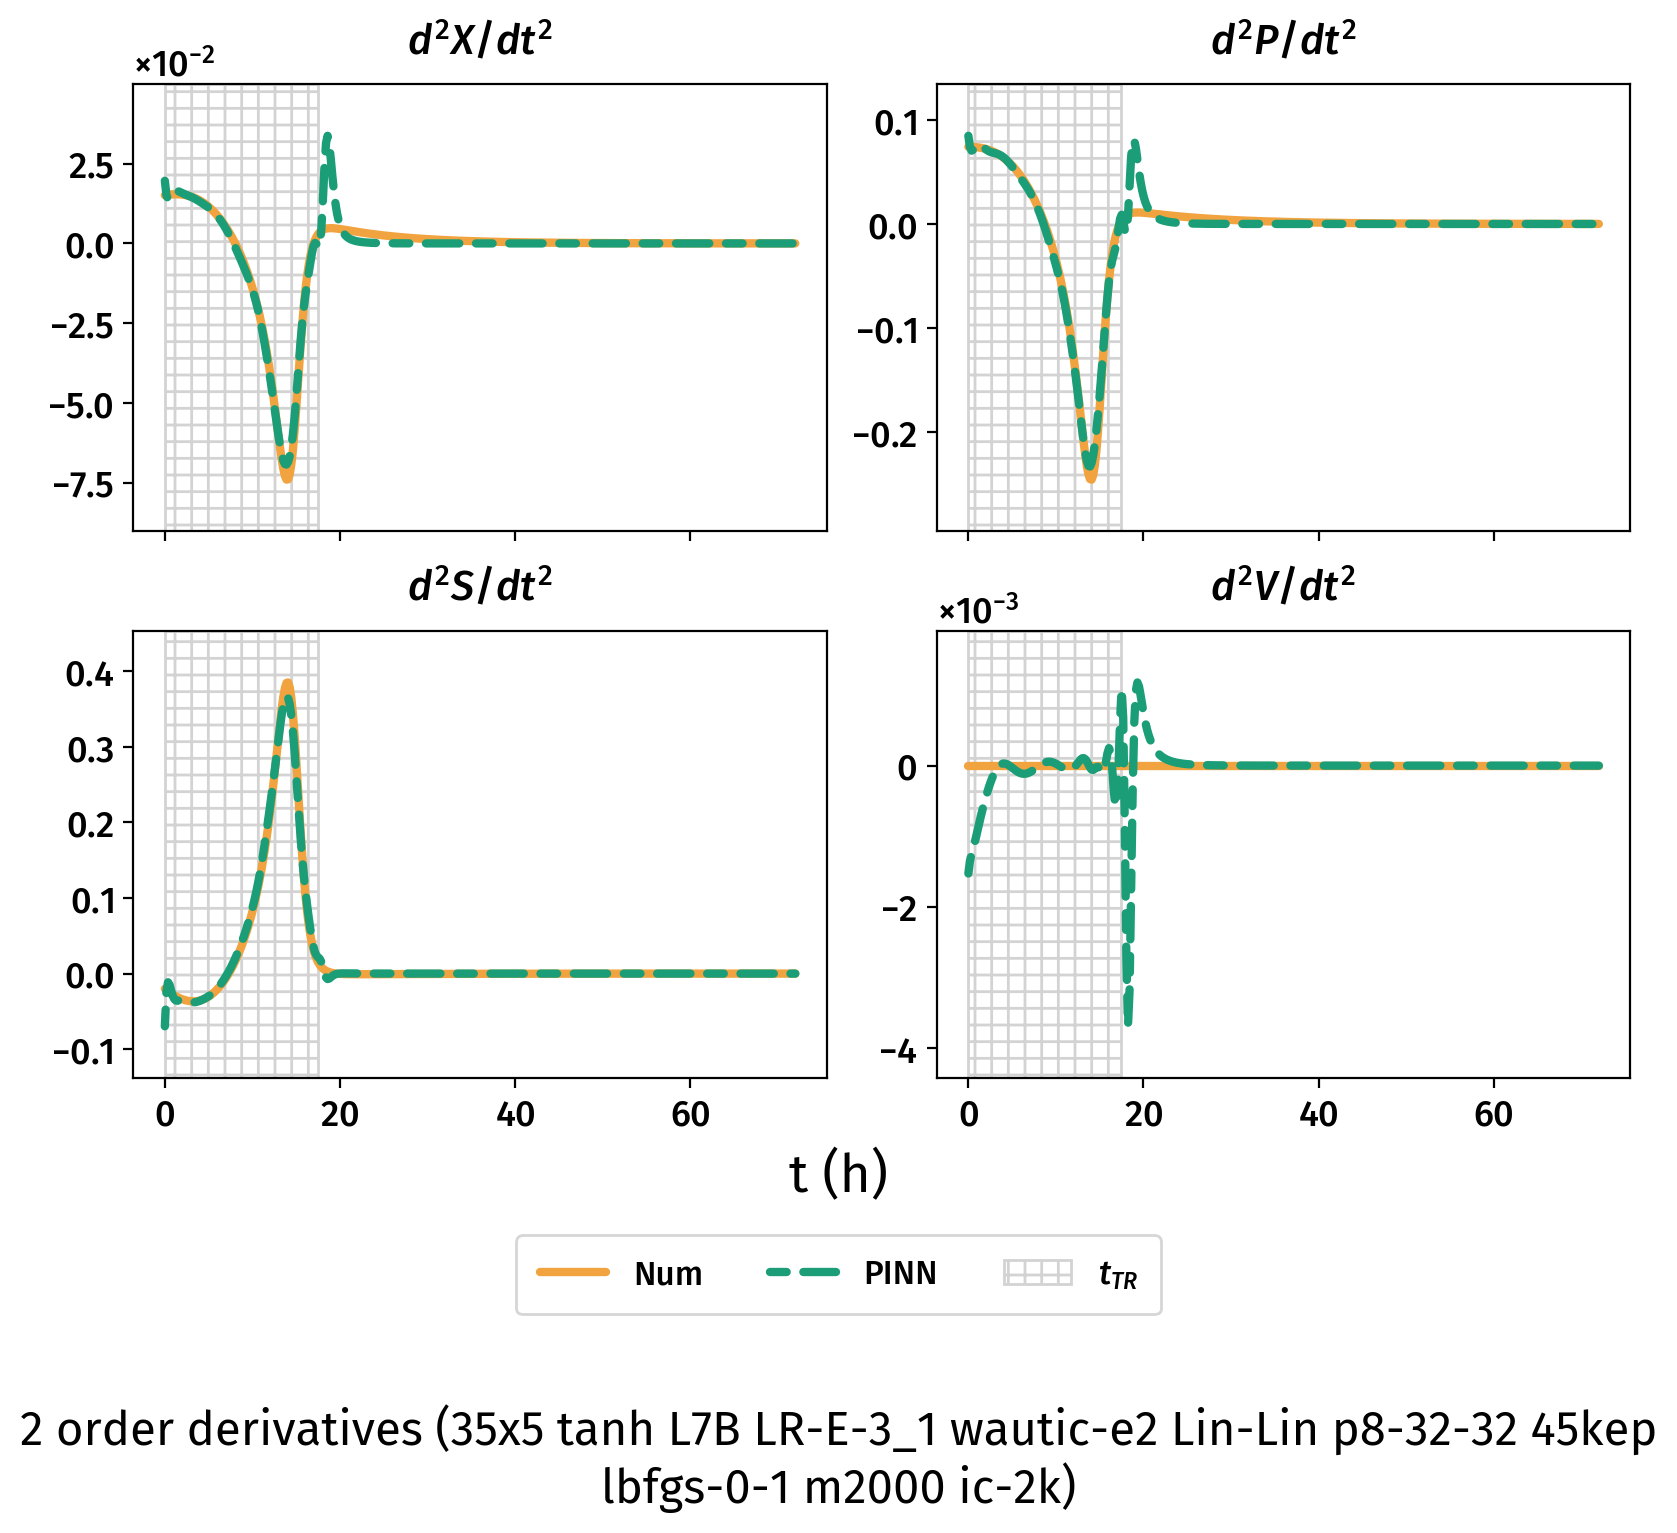 d²X/dt²
×10⁻²
2.5
0.0
−2.5
−5.0
−7.5
d²P/dt²
0.1
0.0
−0.1
−0.2
d²S/dt²
0.4
0.3
0.2
0.1
0.0
−0.1
0 20 40 60
d²V/dt²
×10⁻³
0
−2
−4
0 20 40 60
t (h)
Num PINN t_TR
2 order derivatives (35x5 tanh L7B LR-E-3_1 wautic-e2 Lin-Lin p8-32-32 45kep
lbfgs-0-1 m2000 ic-2k)